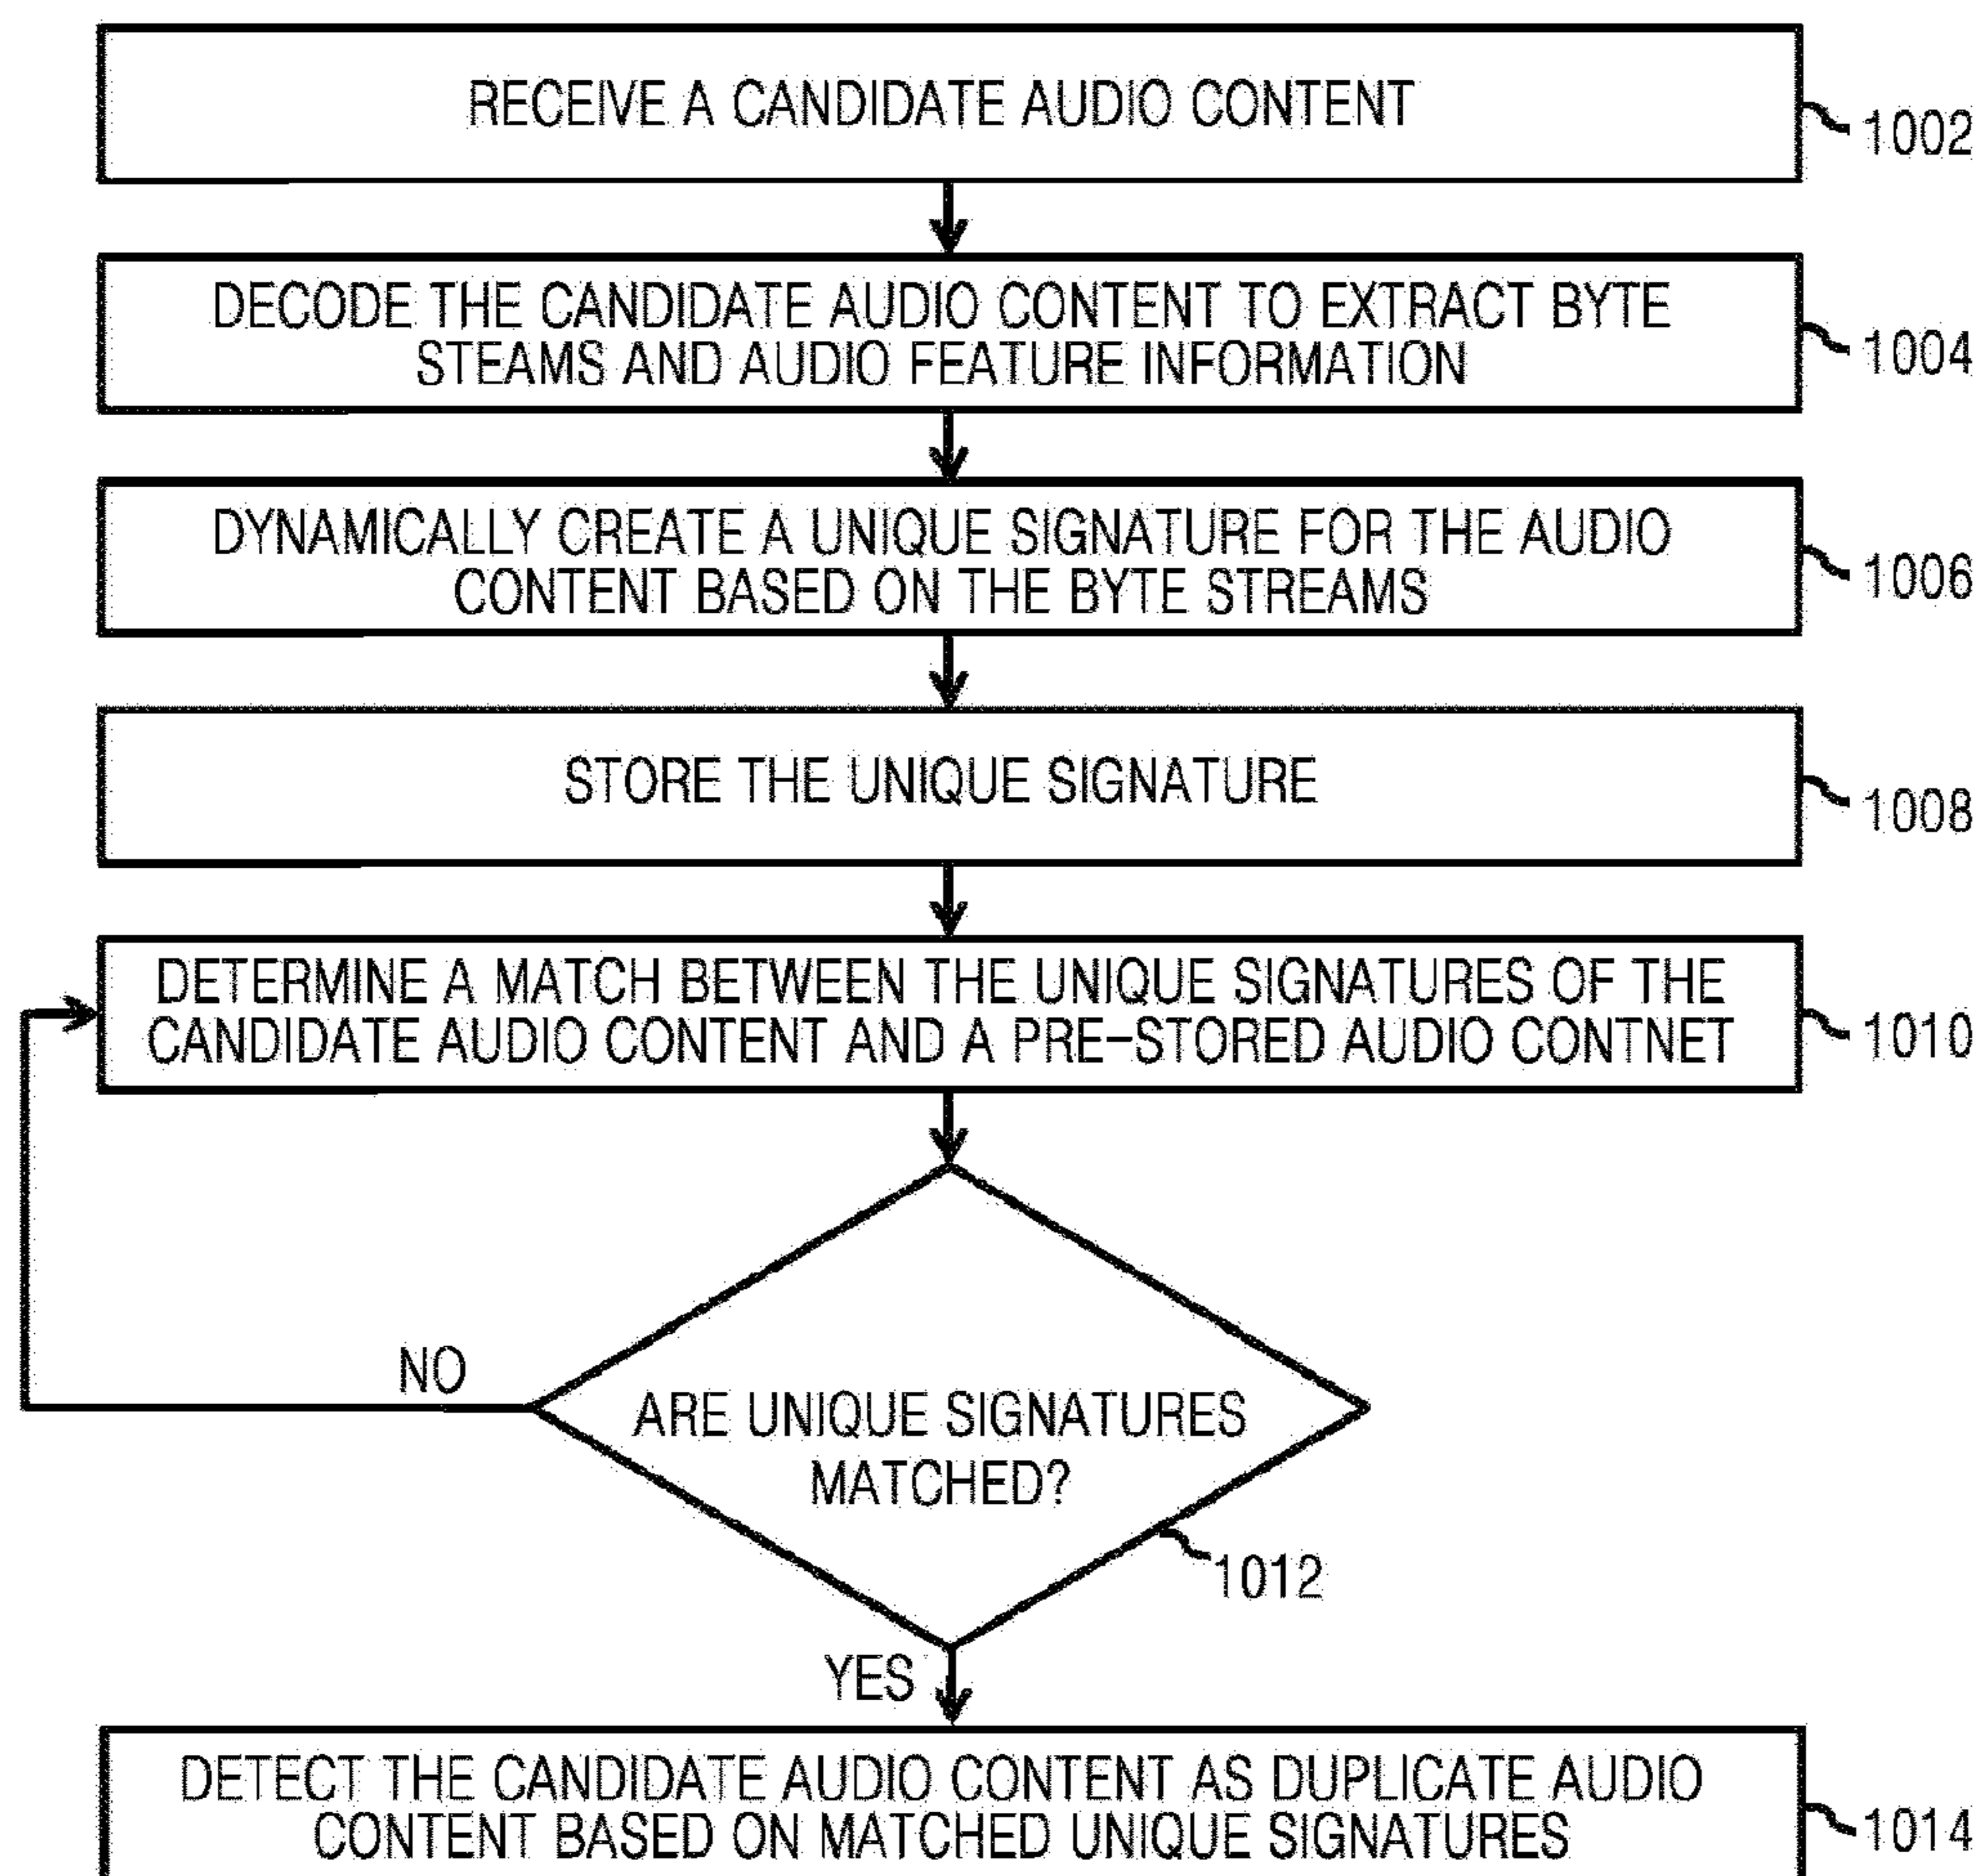 RECEIVE A CANDIDATE AUDIO CONTENT
1002
DECODE THE CANDIDATE AUDIO CONTENT TO EXTRACT BYTE
STEAMS AND AUDIO FEATURE INFORMATION
1004
DYNAMICALLY CREATE A UNIQUE SIGNATURE FOR THE AUDIO
CONTENT BASED ON THE BYTE STREAMS
1006
STORE THE UNIQUE SIGNATURE
1008
DETERMINE A MATCH BETWEEN THE UNIQUE SIGNATURES OF THE
CANDIDATE AUDIO CONTENT AND A PRE-STORED AUDIO CONTNET
1010
NO
ARE UNIQUE SIGNATURES
MATCHED?
1012
YES
DETECT THE CANDIDATE AUDIO CONTENT AS DUPLICATE AUDIO
CONTENT BASED ON MATCHED UNIQUE SIGNATURES
1014